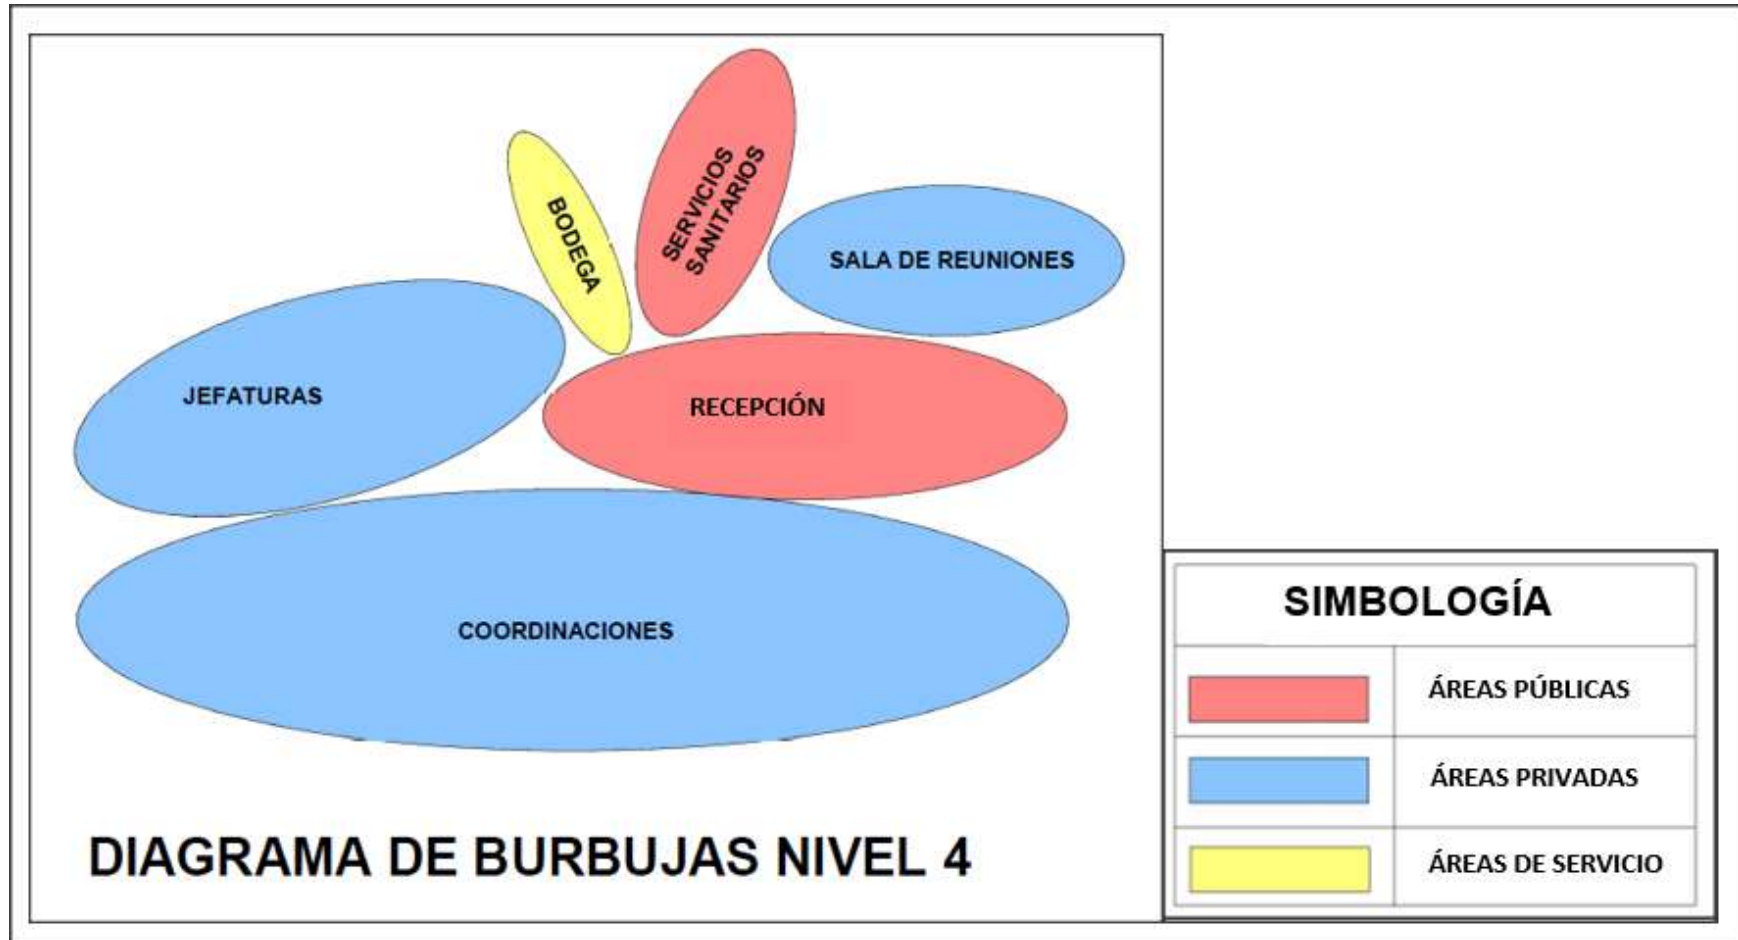 SERVICIOS
SANITARIOS
BODEGA
SALA DE REUNIONES
JEFATURAS
RECEPCIÓN
COORDINACIONES
DIAGRAMA DE BURBUJAS NIVEL 4
SIMBOLOGÍA
ÁREAS PÚBLICAS
ÁREAS PRIVADAS
ÁREAS DE SERVICIO